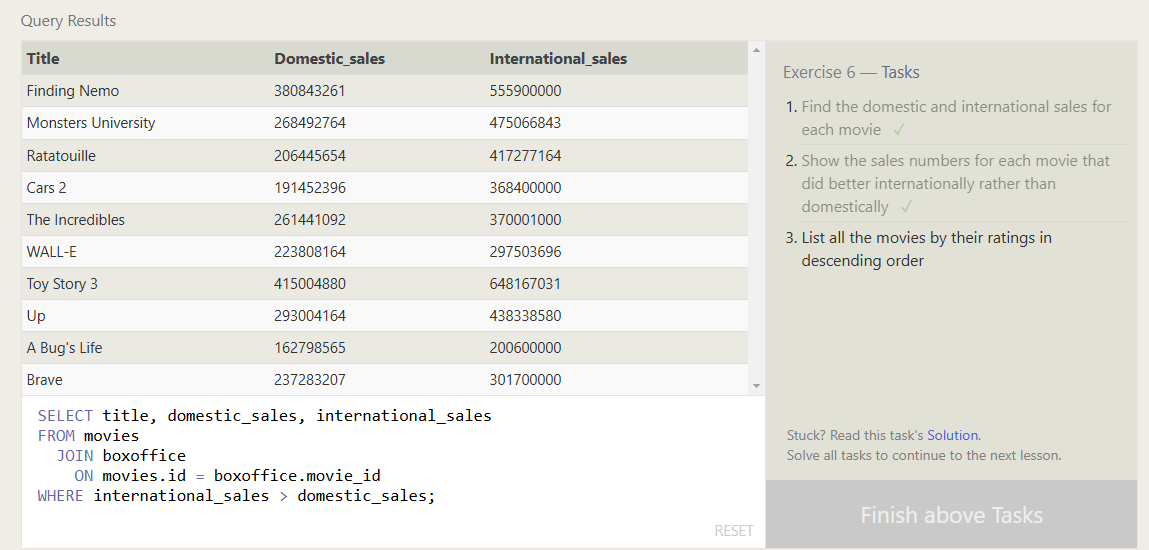 Query Results
Title Domestic_sales International_sales
Finding Nemo 380843261 555900000
Monsters University 268492764 475066843
Ratatouille 206445654 417277164
Cars 2 191452396 368400000
The Incredibles 261441092 370001000
WALL-E 223808164 297503696
Toy Story 3 415004880 648167031
Up 293004164 438338580
A Bug's Life 162798565 200600000
Brave 237283207 301700000
SELECT title, domestic_sales, international_sales
FROM movies
JOIN boxoffice
ON movies.id = boxoffice.movie_id
WHERE international_sales > domestic_sales;
RESET
Exercise 6 — Tasks
1. Find the domestic and international sales for
each movie ✓
2. Show the sales numbers for each movie that
did better internationally rather than
domestically ✓
3. List all the movies by their ratings in
descending order
Stuck? Read this task's Solution.
Solve all tasks to continue to the next lesson.
Finish above Tasks